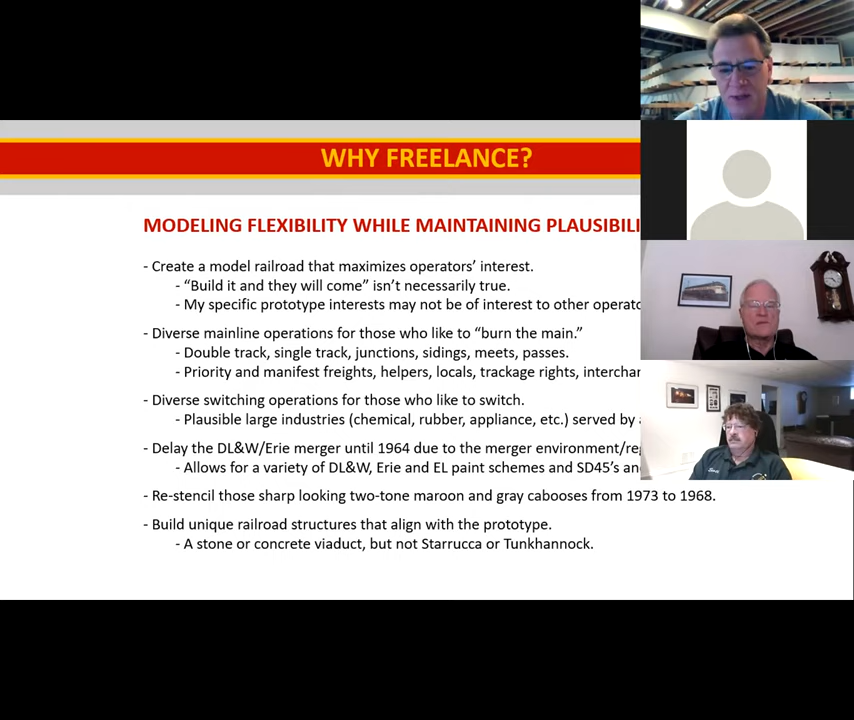 WHY FREELANCE?
MODELING FLEXIBILITY WHILE MAINTAINING
- Create a model railroad that maximizes operators’ interest.
- “Build it and they will come” isn’t necessarily true.
- My specific prototype interests may not be of interest to other
- Diverse mainline operations for those who like to “burn the main.”
- Double track, single track, junctions, sidings, meets, passes.
- Priority and manifest freights, helpers, locals, trackage rights,
- Diverse switching operations for those who like to switch.
- Plausible large industries (chemical, rubber, appliance, etc.) served by
- Delay the DL&W/Erie merger until 1964 due to the merger
- Allows for a variety of DL&W, Erie and EL paint schemes and SD45’s
- Re-stencil those sharp looking two-tone maroon and gray cabooses from 1973 to 1968.
- Build unique railroad structures that align with the prototype.
- A stone or concrete viaduct, but not Starrucca or Tunkhannock.